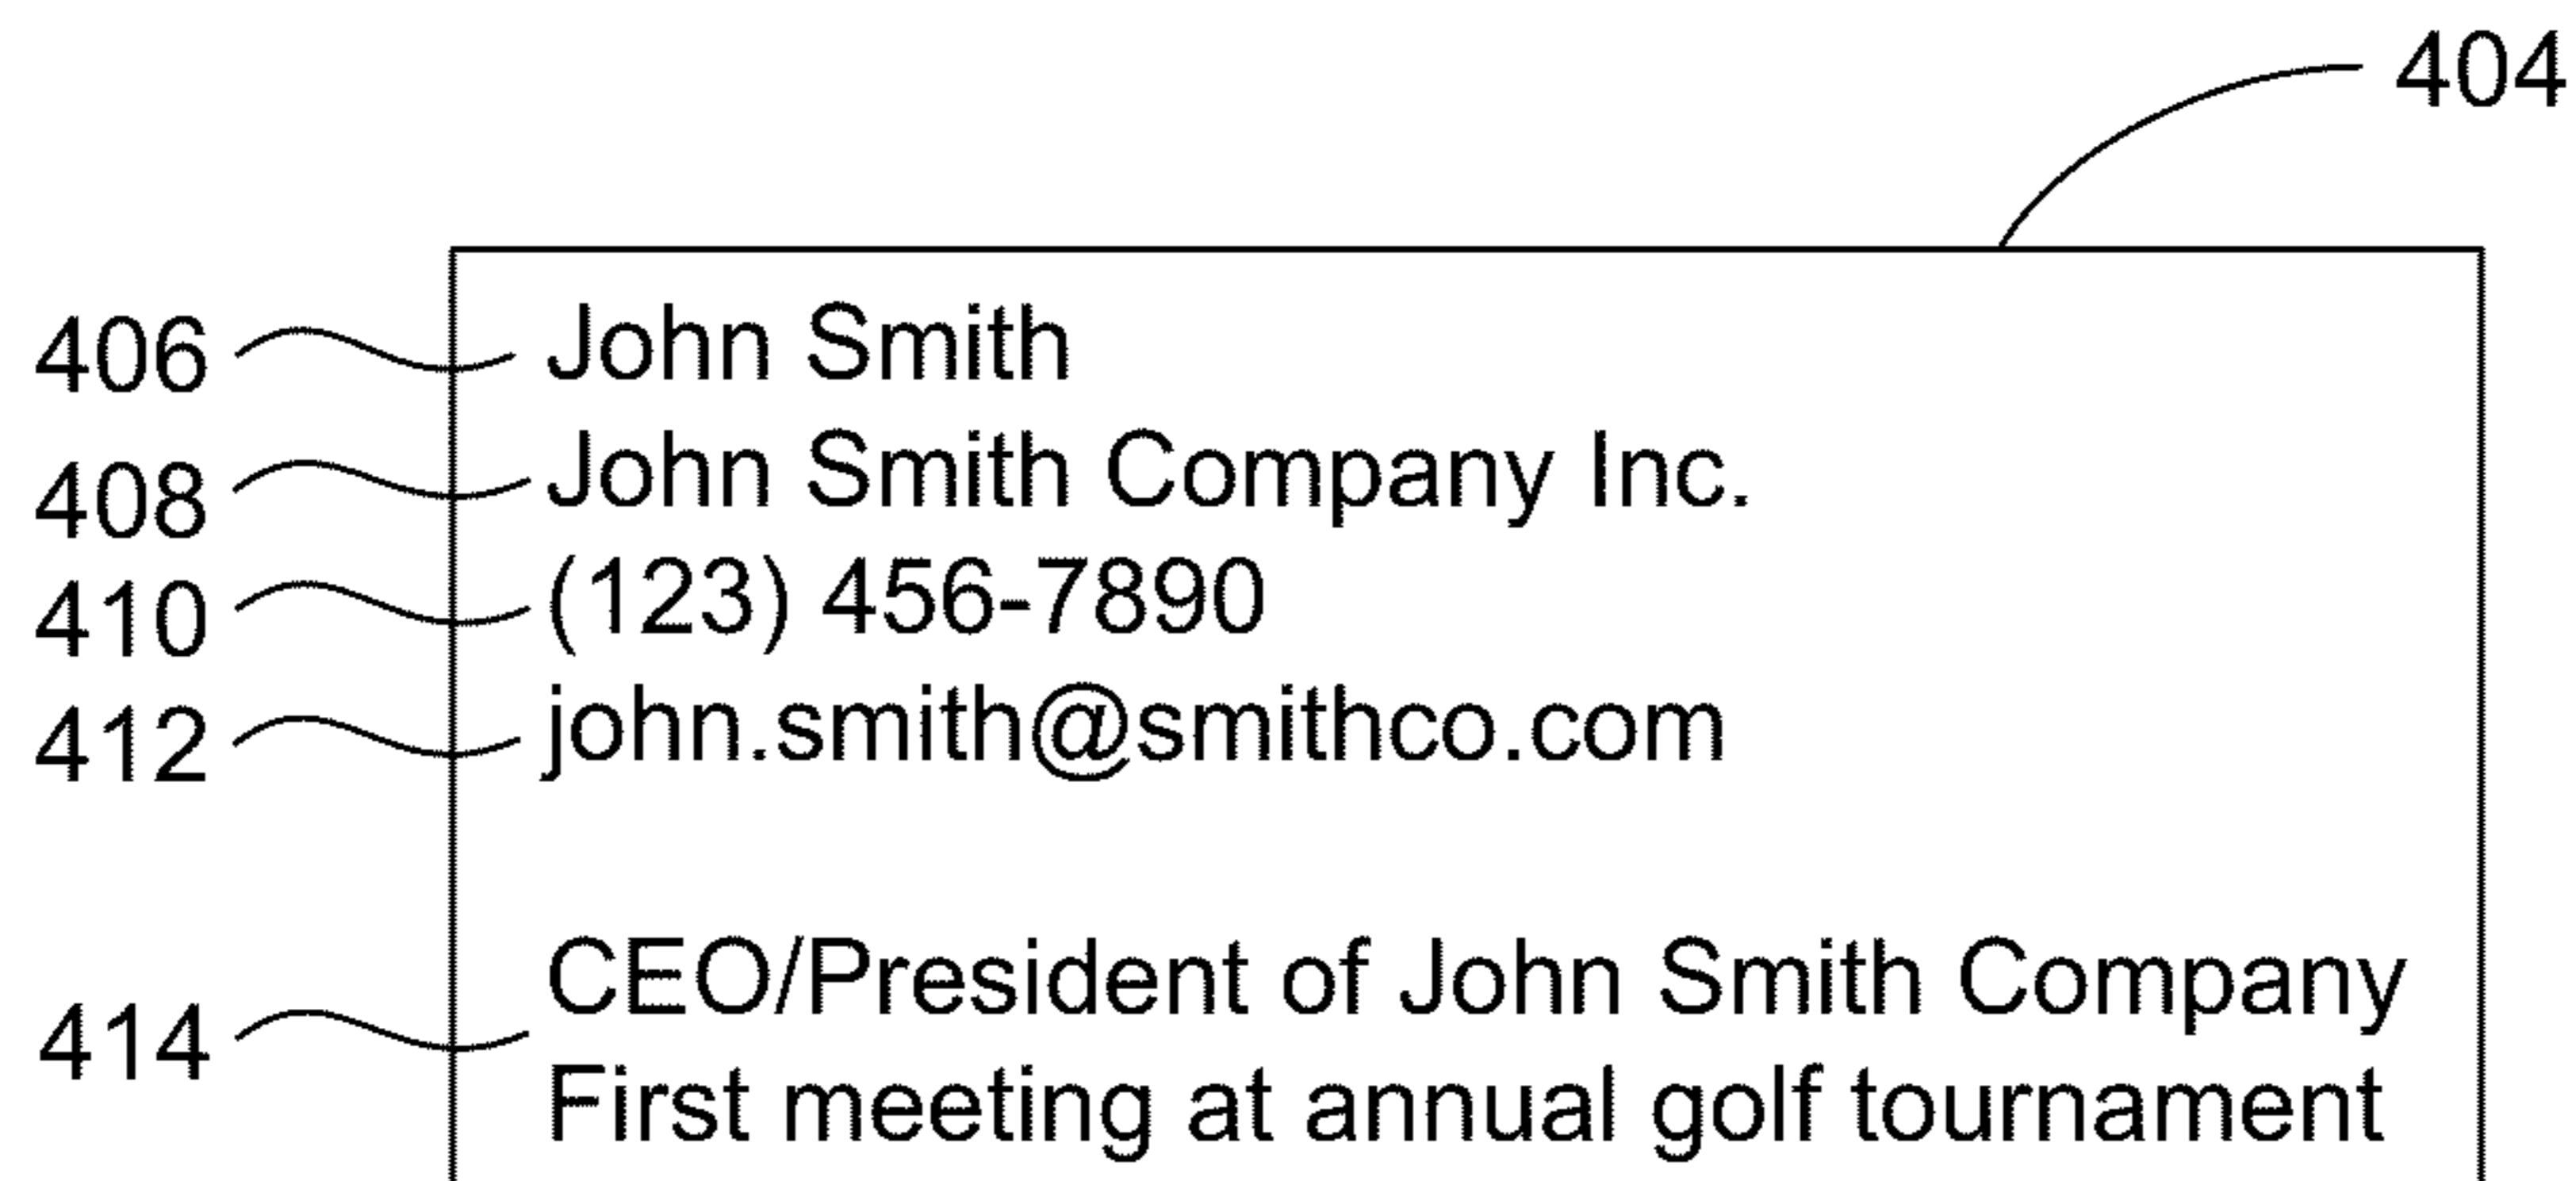 404
406 John Smith
408 John Smith Company Inc.
410 (123) 456-7890
412 john.smith@smithco.com
CEO/President of John Smith Company
414
First meeting at annual golf tournament